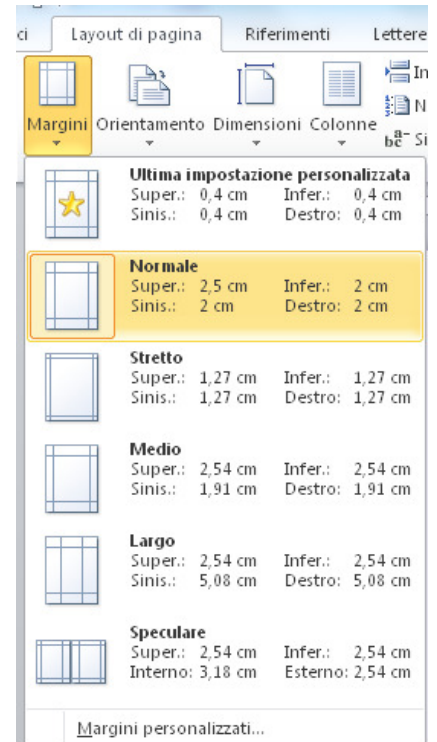 ci Layout di pagina Riferimenti Lettere
Margini Orientamento Dimensioni Colonne
Ultima impostazione personalizzata
Super.: 0,4 cm Infer.: 0,4 cm
Sinis.: 0,4 cm Destro: 0,4 cm
Normale
Super.: 2,5 cm Infer.: 2 cm
Sinis.: 2 cm Destro: 2 cm
Stretto
Super.: 1,27 cm Infer.: 1,27 cm
Sinis.: 1,27 cm Destro: 1,27 cm
Medio
Super.: 2,54 cm Infer.: 2,54 cm
Sinis.: 1,91 cm Destro: 1,91 cm
Largo
Super.: 2,54 cm Infer.: 2,54 cm
Sinis.: 5,08 cm Destro: 5,08 cm
Speculare
Super.: 2,54 cm Infer.: 2,54 cm
Interno: 3,18 cm Esterno: 2,54 cm
Margini personalizzati...